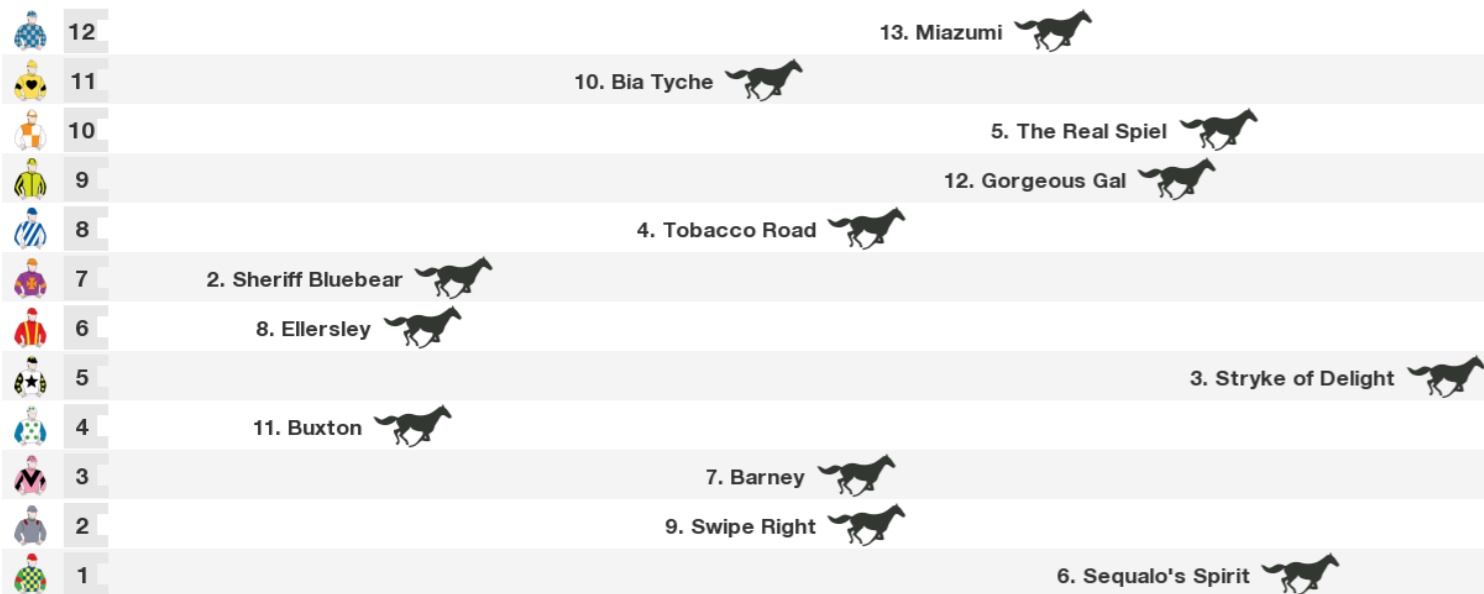 12 13. Miazumi
11 10. Bia Tyche
10 5. The Real Spiel
9 12. Gorgeous Gal
8 4. Tobacco Road
7 2. Sheriff Bluebear
6 8. Ellersley
5 3. Stryke of Delight
4 11. Buxton
3 7. Barney
2 9. Swipe Right
1 6. Sequalo's Spirit